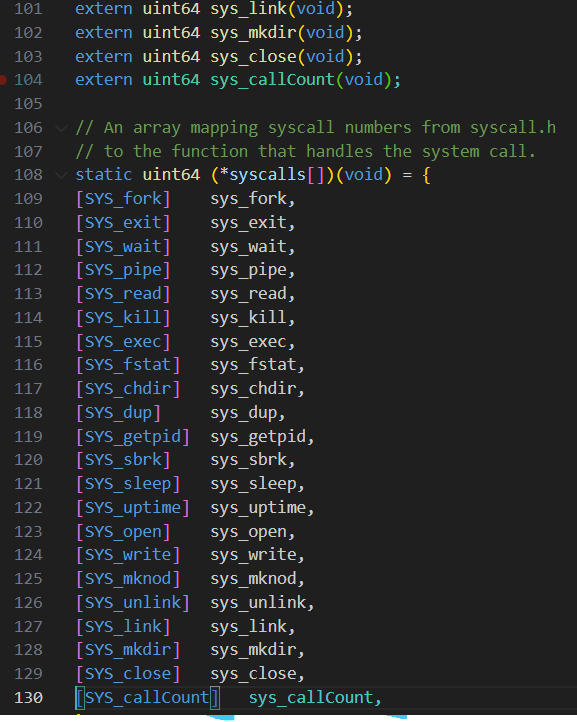 101 extern uint64 sys_link(void);
102 extern uint64 sys_mkdir(void);
103 extern uint64 sys_close(void);
104 extern uint64 sys_callCount(void);
105
106 // An array mapping syscall numbers from syscall.h
107 // to the function that handles the system call.
108 static uint64 (*syscalls[])(void) = {
109 [SYS_fork]    sys_fork,
110 [SYS_exit]    sys_exit,
111 [SYS_wait]    sys_wait,
112 [SYS_pipe]    sys_pipe,
113 [SYS_read]    sys_read,
114 [SYS_kill]    sys_kill,
115 [SYS_exec]    sys_exec,
116 [SYS_fstat]   sys_fstat,
117 [SYS_chdir]   sys_chdir,
118 [SYS_dup]     sys_dup,
119 [SYS_getpid]  sys_getpid,
120 [SYS_sbrk]    sys_sbrk,
121 [SYS_sleep]   sys_sleep,
122 [SYS_uptime]  sys_uptime,
123 [SYS_open]    sys_open,
124 [SYS_write]   sys_write,
125 [SYS_mknod]   sys_mknod,
126 [SYS_unlink]  sys_unlink,
127 [SYS_link]    sys_link,
128 [SYS_mkdir]   sys_mkdir,
129 [SYS_close]   sys_close,
130 [SYS_callCount]   sys_callCount,